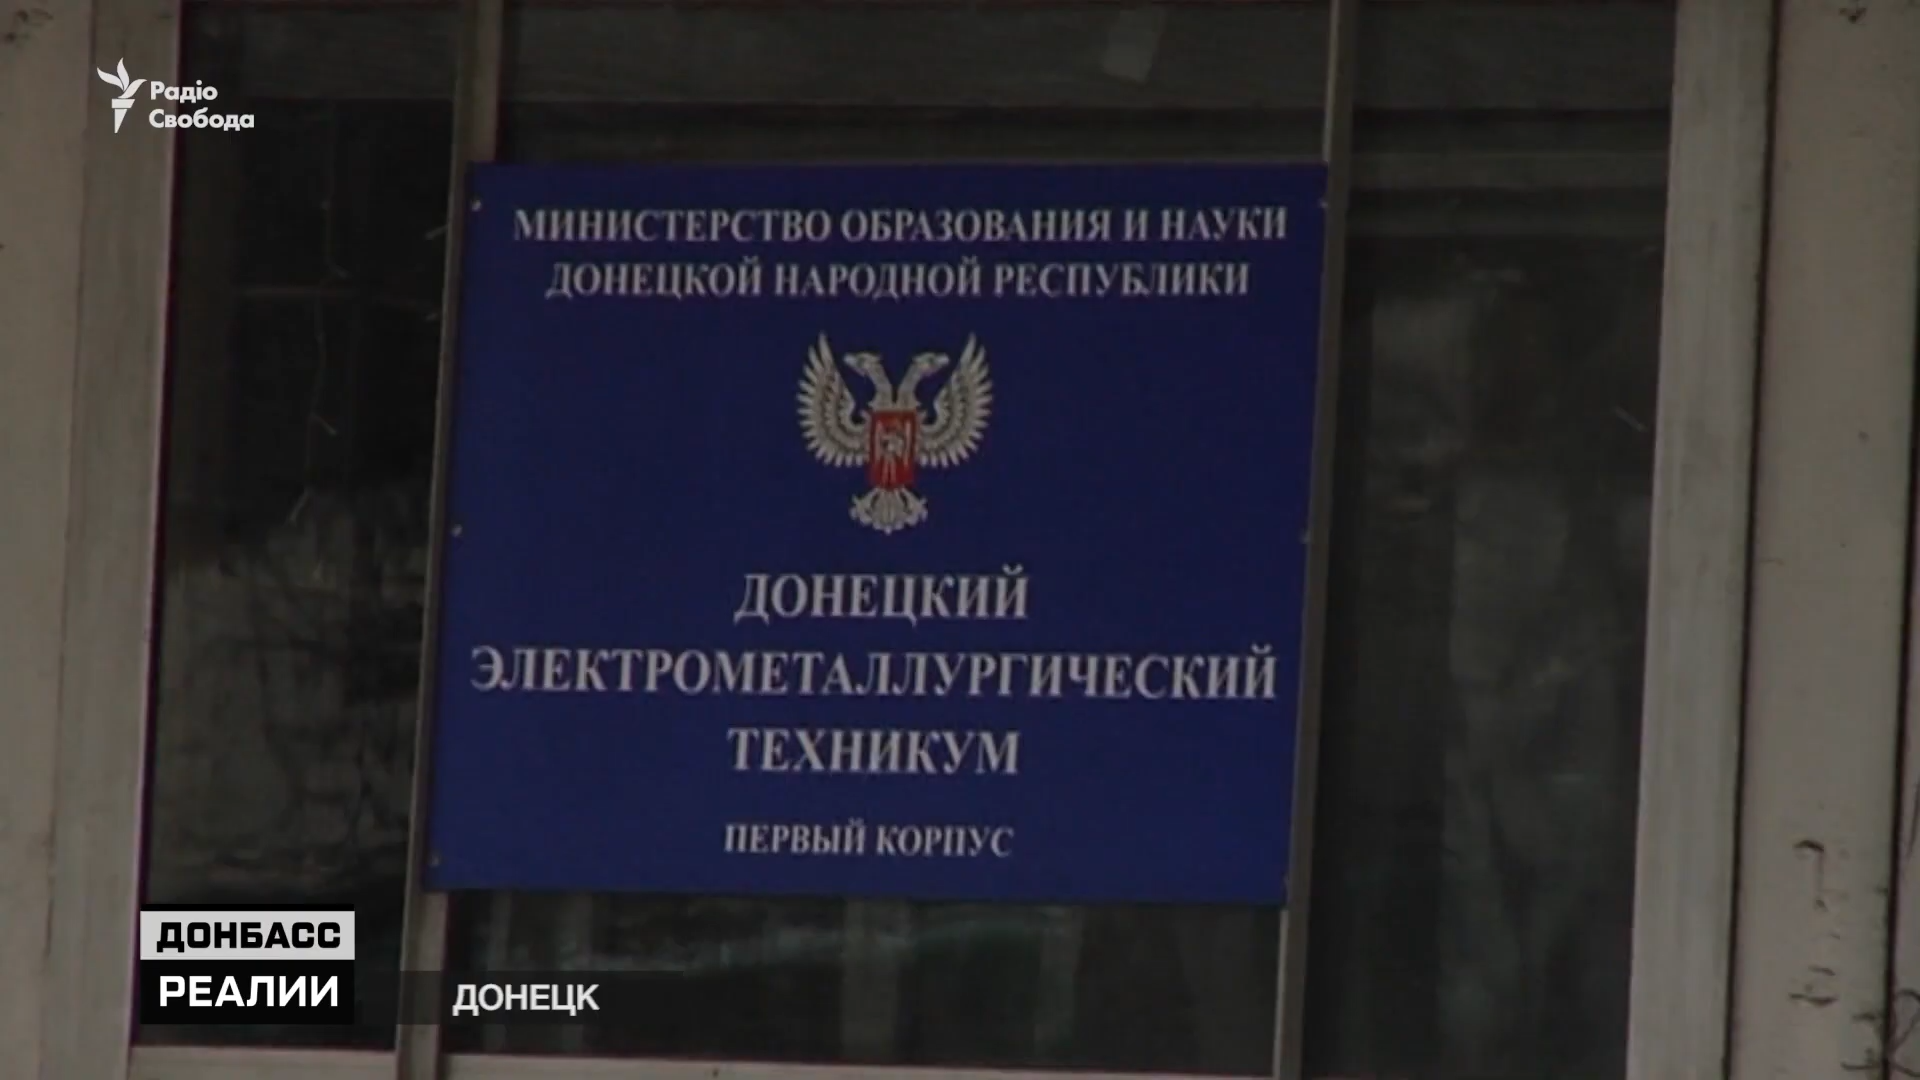 Радіо
Свобода
МИНИСТЕРСТВО ОБРАЗОВАНИЯ И НАУКИ
ДОНЕЦКОЙ НАРОДНОЙ РЕСПУБЛИКИ
ДОНЕЦКИЙ
ЭЛЕКТРОМЕТАЛЛУРГИЧЕСКИЙ
ТЕХНИКУМ
ПЕРВЫЙ КОРПУС
ДОНБАСС
РЕАЛИИ
ДОНЕЦК